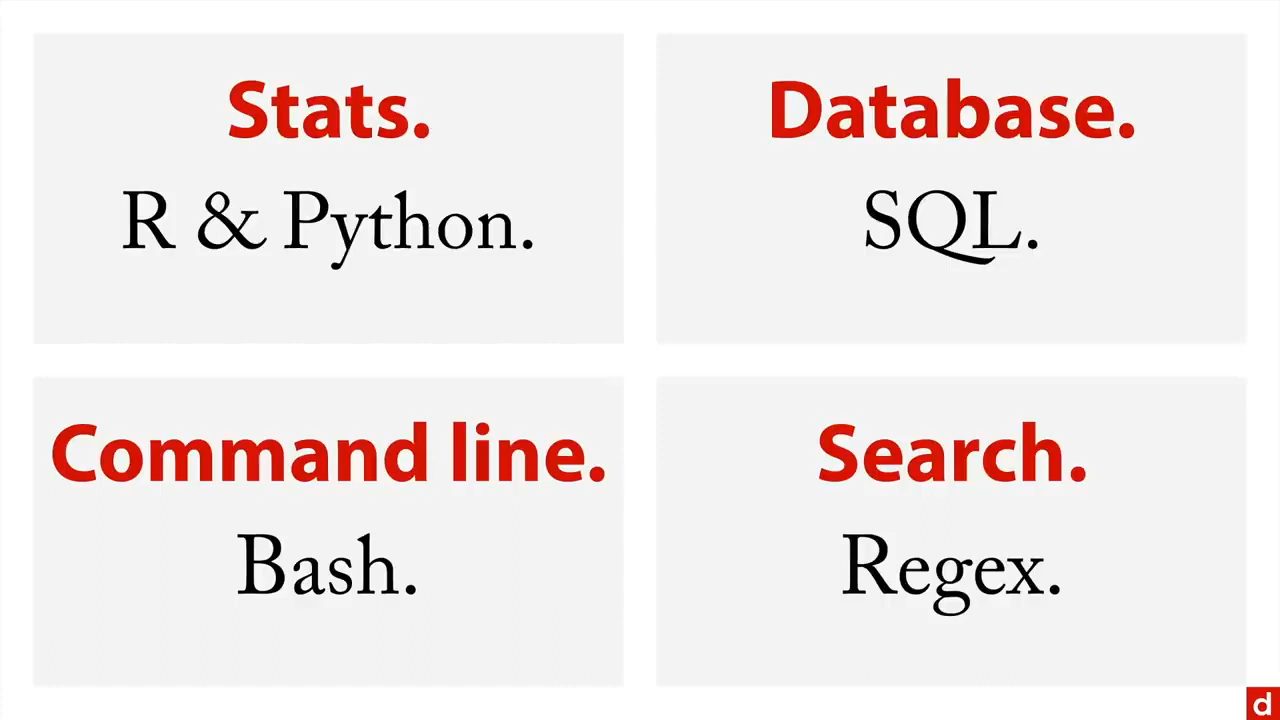 Stats.
R & Python.
Database.
SQL.
Command line.
Bash.
Search.
Regex.
d